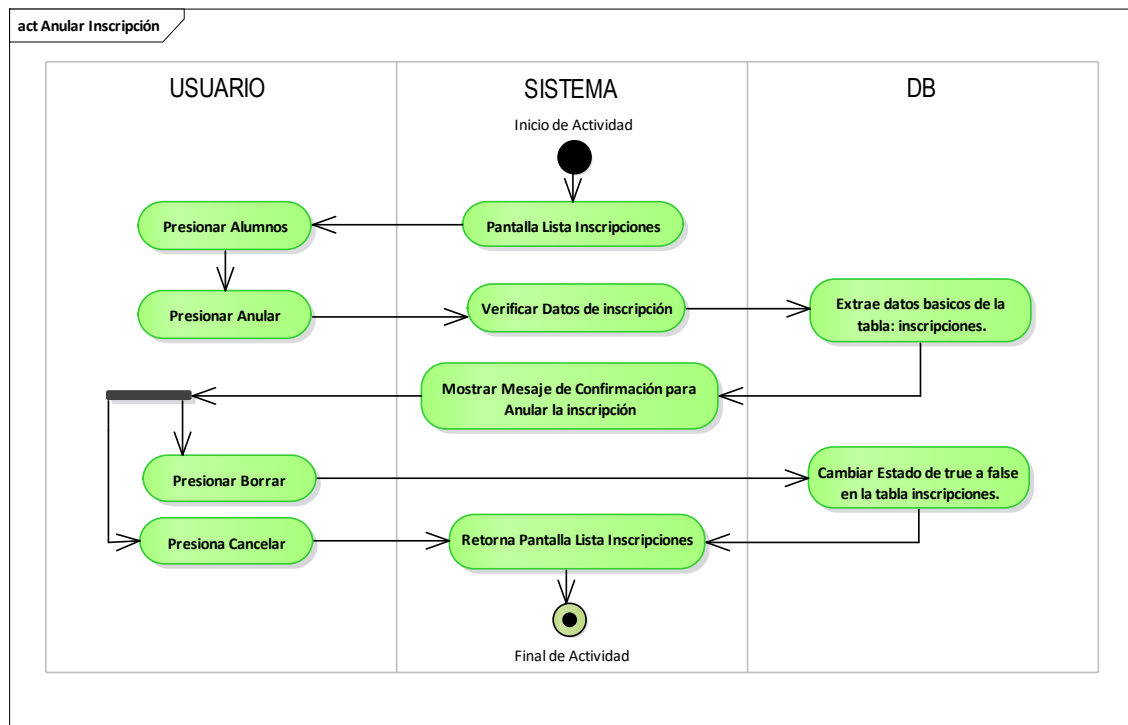 act Anular Inscripción
USUARIO
SISTEMA
DB
Inicio de Actividad
Presionar Alumnos
Pantalla Lista Inscripciones
Presionar Anular
Verificar Datos de inscripción
Extrae datos basicos de la
tabla: inscripciones.
Mostrar Mesaje de Confirmación para
Anular la inscripción
Presionar Borrar
Cambiar Estado de true a false
en la tabla inscripciones.
Presiona Cancelar
Retorna Pantalla Lista Inscripciones
Final de Actividad